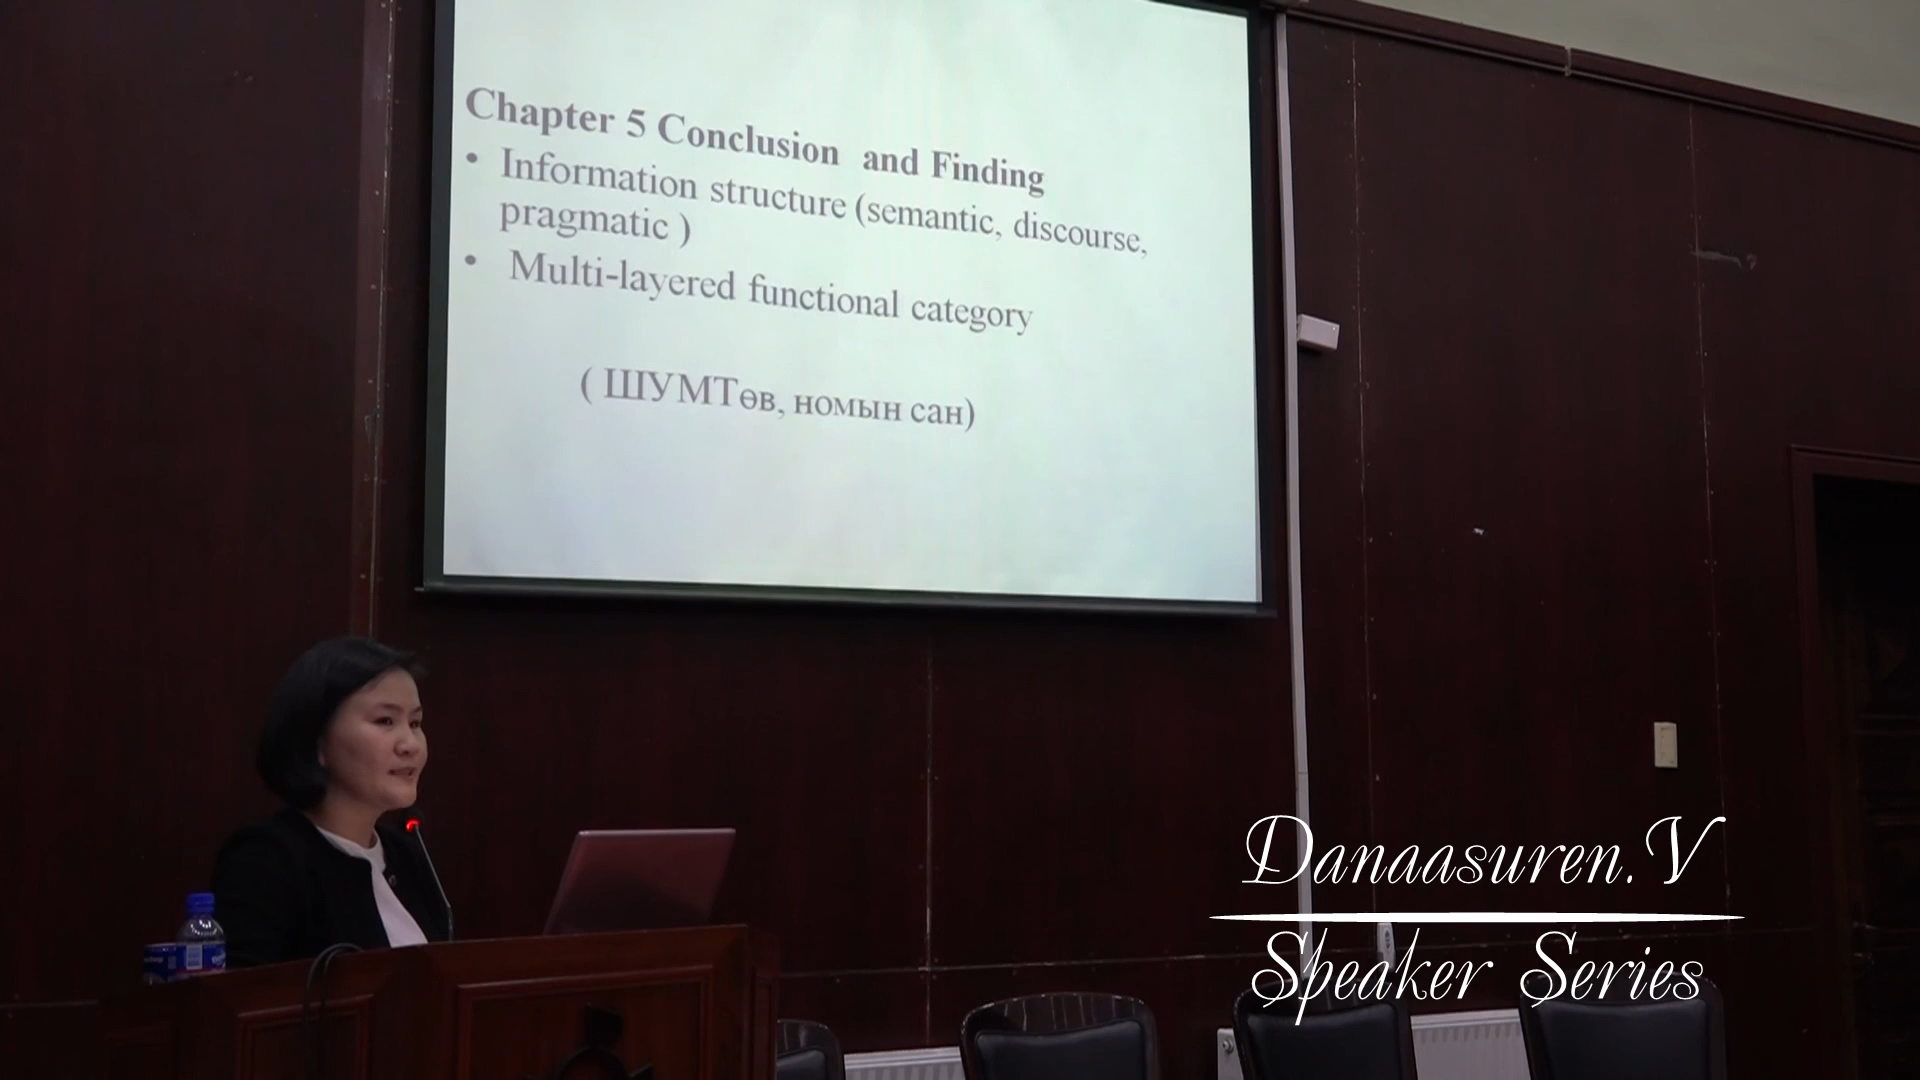 Chapter 5 Conclusion and Finding
• Information structure (semantic, discourse,
pragmatic )
• Multi-layered functional category
( ШУМТөв, номын сан)
Danaasuren.V
Speaker Series